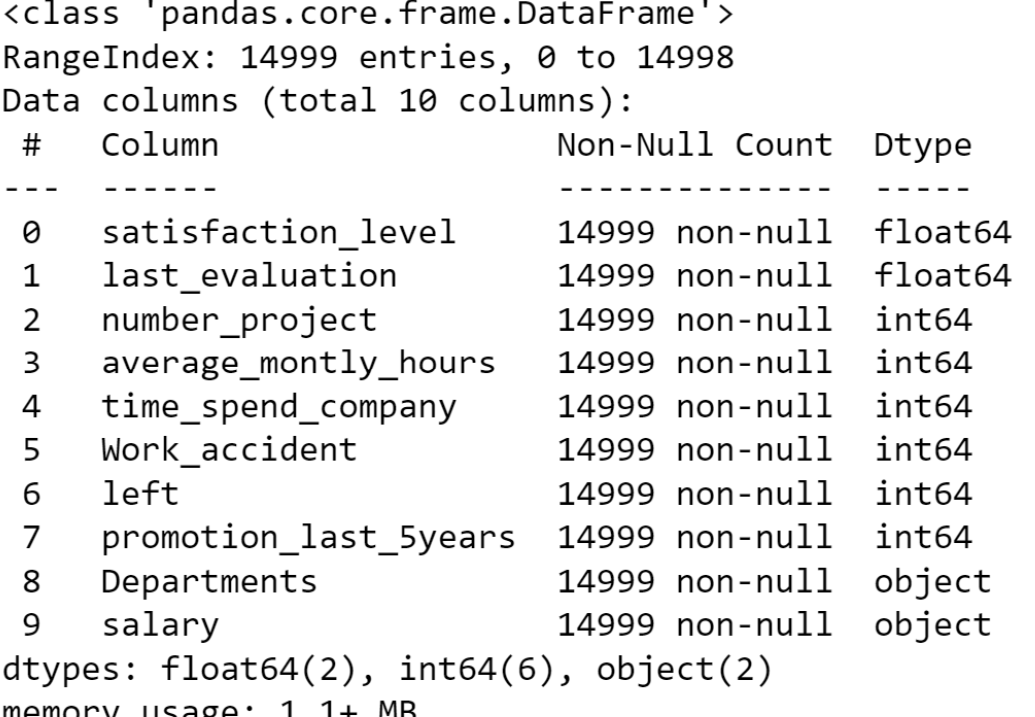 <class 'pandas.core.frame.DataFrame'>
RangeIndex: 14999 entries, 0 to 14998
Data columns (total 10 columns):
 #   Column                 Non-Null Count  Dtype
---  ------                 --------------  -----
 0   satisfaction_level     14999 non-null  float64
 1   last_evaluation        14999 non-null  float64
 2   number_project         14999 non-null  int64
 3   average_montly_hours   14999 non-null  int64
 4   time_spend_company     14999 non-null  int64
 5   Work_accident          14999 non-null  int64
 6   left                   14999 non-null  int64
 7   promotion_last_5years  14999 non-null  int64
 8   Departments            14999 non-null  object
 9   salary                 14999 non-null  object
dtypes: float64(2), int64(6), object(2)
memory usage: 1.1+ MB